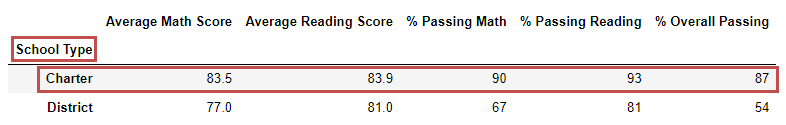 Average Math Score Average Reading Score % Passing Math % Passing Reading % Overall Passing
School Type
Charter 83.5 83.9 90 93 87
District 77.0 81.0 67 81 54